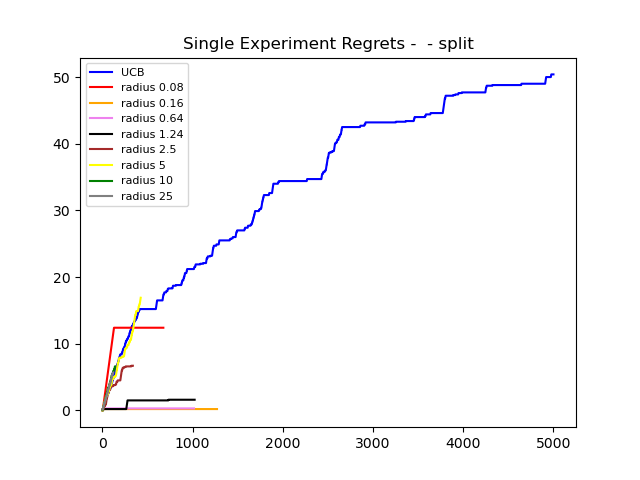 Single Experiment Regrets -  - split
50
40
30
20
10
0
UCB
radius 0.08
radius 0.16
radius 0.64
radius 1.24
radius 2.5
radius 5
radius 10
radius 25
0 1000 2000 3000 4000 5000